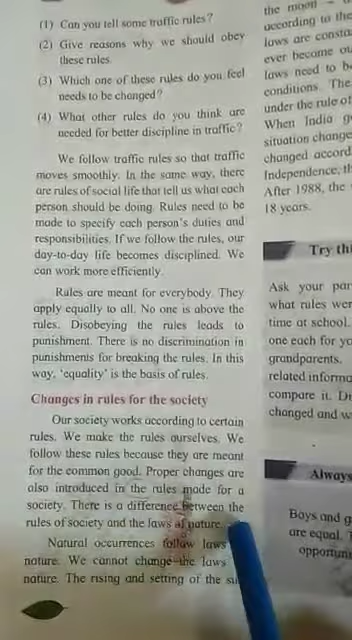 (1) Can you tell some traffic rules?
(2) Give reasons why we should obey
these rules.
(3) Which one of these rules do you feel
needs to be changed?
(4) What other rules do you think are
needed for better discipline in traffic?
We follow traffic rules so that traffic
moves smoothly. In the same way, there
are rules of social life that tell us what each
person should be doing. Rules need to be
made to specify each person's duties and
responsibilities. If we follow the rules, our
day-to-day life becomes disciplined. We
can work more efficiently.
Rules are meant for everybody. They
apply equally to all. No one is above the
rules. Disobeying the rules leads to
punishment. There is no discrimination in
punishments for breaking the rules. In this
way, 'equality' is the basis of rules.
Changes in rules for the society
Our society works according to certain
rules. We make the rules ourselves. We
follow these rules because they are meant
for the common good. Proper changes are
also introduced in the rules made for a
society. There is a difference between the
rules of society and the laws of nature.
Natural occurrences follow laws
nature. We cannot change the laws
nature. The rising and setting of the
the moon
according to the
laws are
ever become
laws need to
conditions. The
under the rule of
When India
situation change
changed accord
Independence,
After 1988, the
18 years.
Try
Ask your
what rules
time at school.
one each for
grandparents.
related
compare it.
changed and
Always
Boys and
are equal.